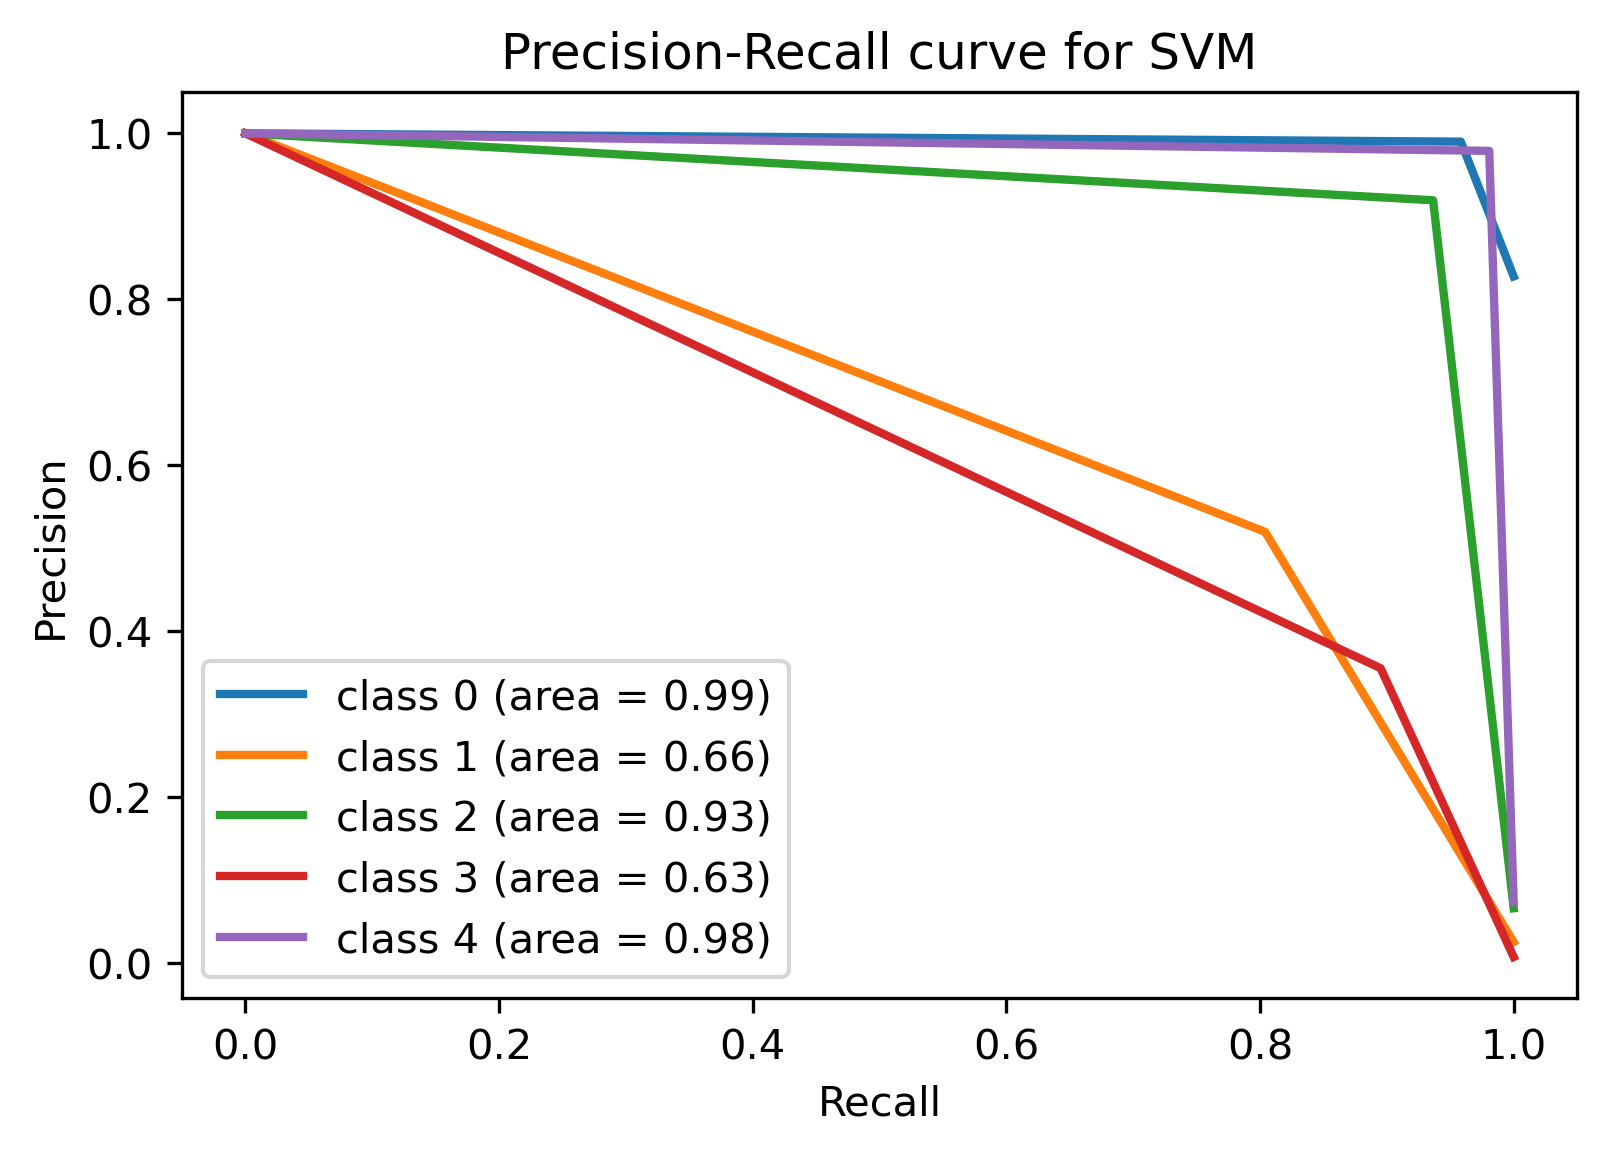 Precision-Recall curve for SVM
Precision
1.0
0.8
0.6
0.4
0.2
0.0
class 0 (area = 0.99)
class 1 (area = 0.66)
class 2 (area = 0.93)
class 3 (area = 0.63)
class 4 (area = 0.98)
0.0 0.2 0.4 0.6 0.8 1.0
Recall